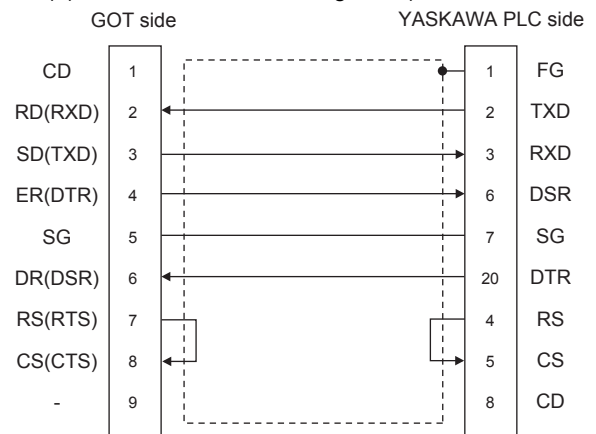 GOT side YASKAWA PLC side
CD 1 1 FG
RD(RXD) 2 2 TXD
SD(TXD) 3 3 RXD
ER(DTR) 4 6 DSR
SG 5 7 SG
DR(DSR) 6 20 DTR
RS(RTS) 7 4 RS
CS(CTS) 8 5 CS
- 9 8 CD